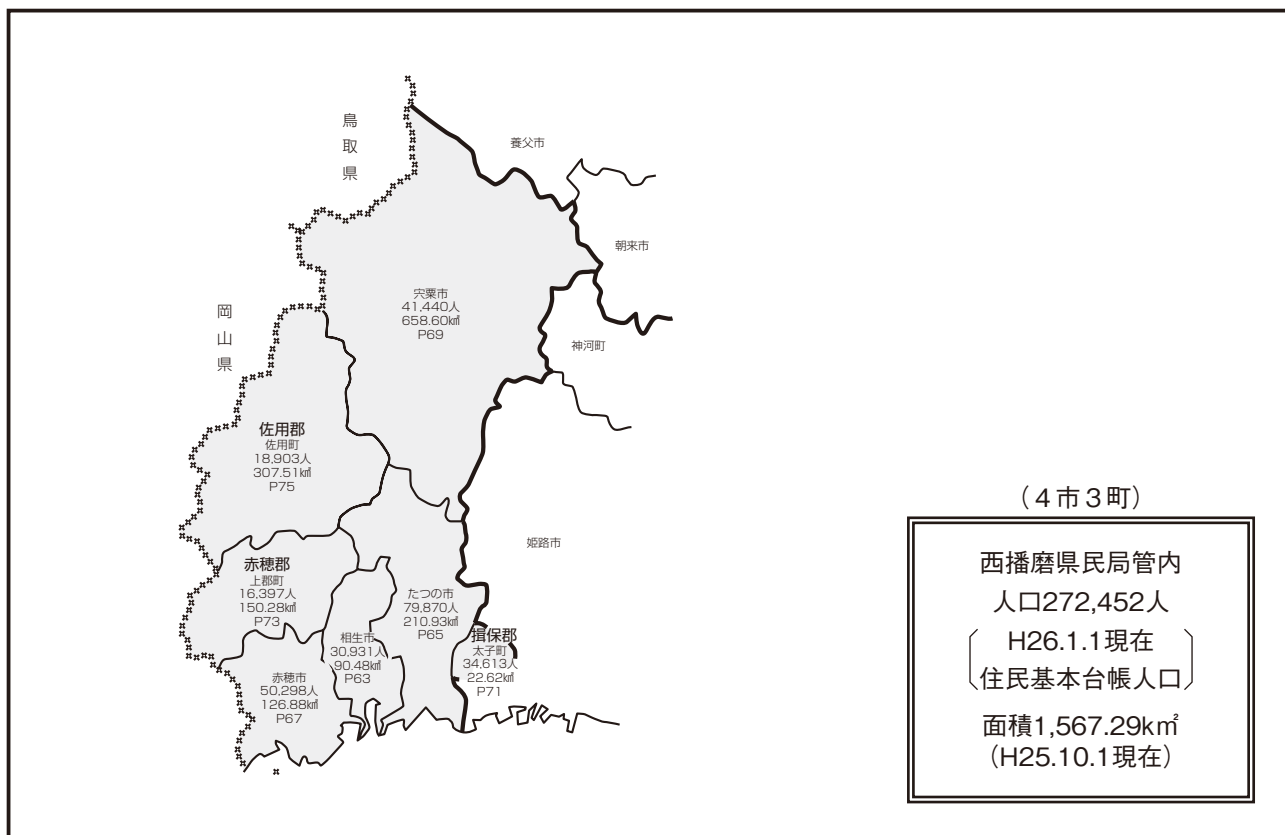 鳥取県
養父市
朝来市
宍粟市
41,440人
658.60㎢
P69
岡山県
神河町
佐用郡
佐用町
18,903人
307.51㎢
P75
姫路市
赤穂郡
上郡町
16,397人
150.28㎢
P73
たつの市
79,870人
210.93㎢
P65
相生市
30,931人
90.48㎢
P63
揖保郡
太子町
34,613人
22.62㎢
P71
赤穂市
50,298人
126.88㎢
P67
(4市3町)
西播磨県民局管内
人口272,452人
H26.1.1現在
住民基本台帳人口
面積1,567.29k㎡
(H25.10.1現在)